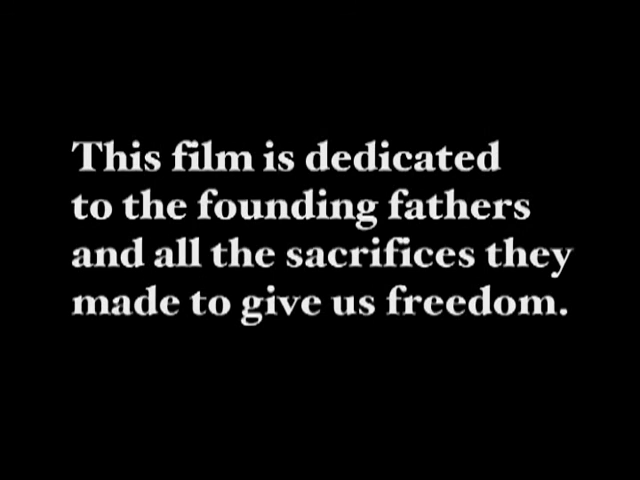 This film is dedicated
to the founding fathers
and all the sacrifices they
made to give us freedom.